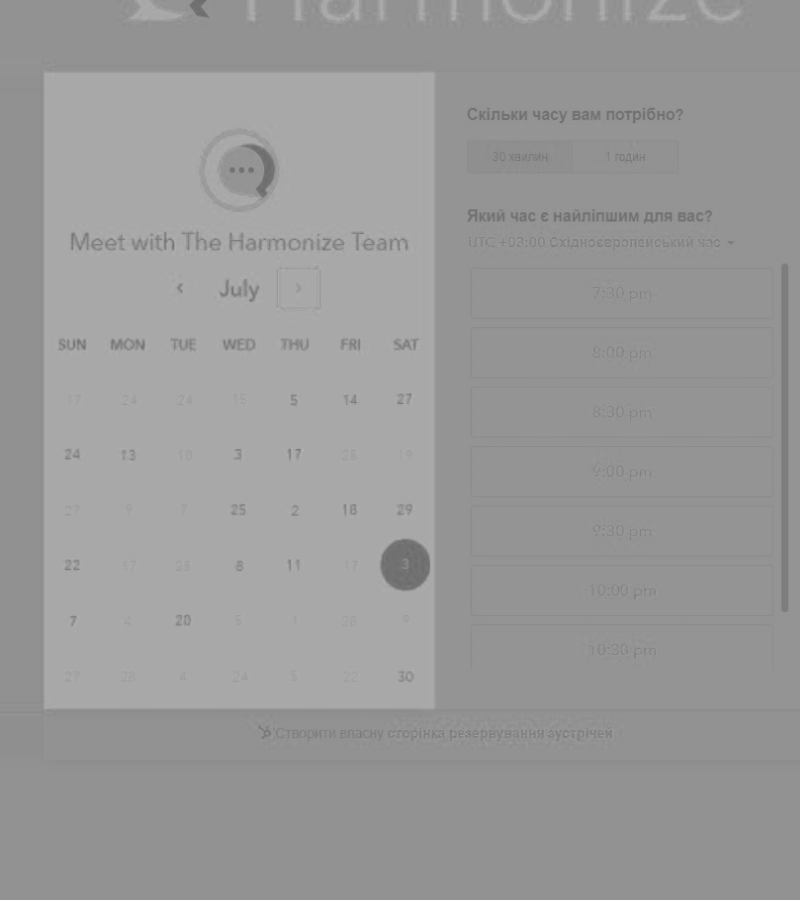 Harmonize
Meet with The Harmonize Team
July
SUN MON TUE WED THU FRI SAT
17 24 24 15 5 14 27
24 13 18 3 17 28 19
27 9 7 25 2 18 29
22 17 28 8 11 17 3
7 4 20 5 1 28 9
27 28 4 24 5 22 30
Скільки часу вам потрібно?
30 хвилин 1 годин
Який час є найліпшим для вас?
UTC +03:00 Східноєвропейський час
7:30 pm
8:00 pm
8:30 pm
9:00 pm
9:30 pm
10:00 pm
10:30 pm
Створити власну сторінка резервування зустрічей